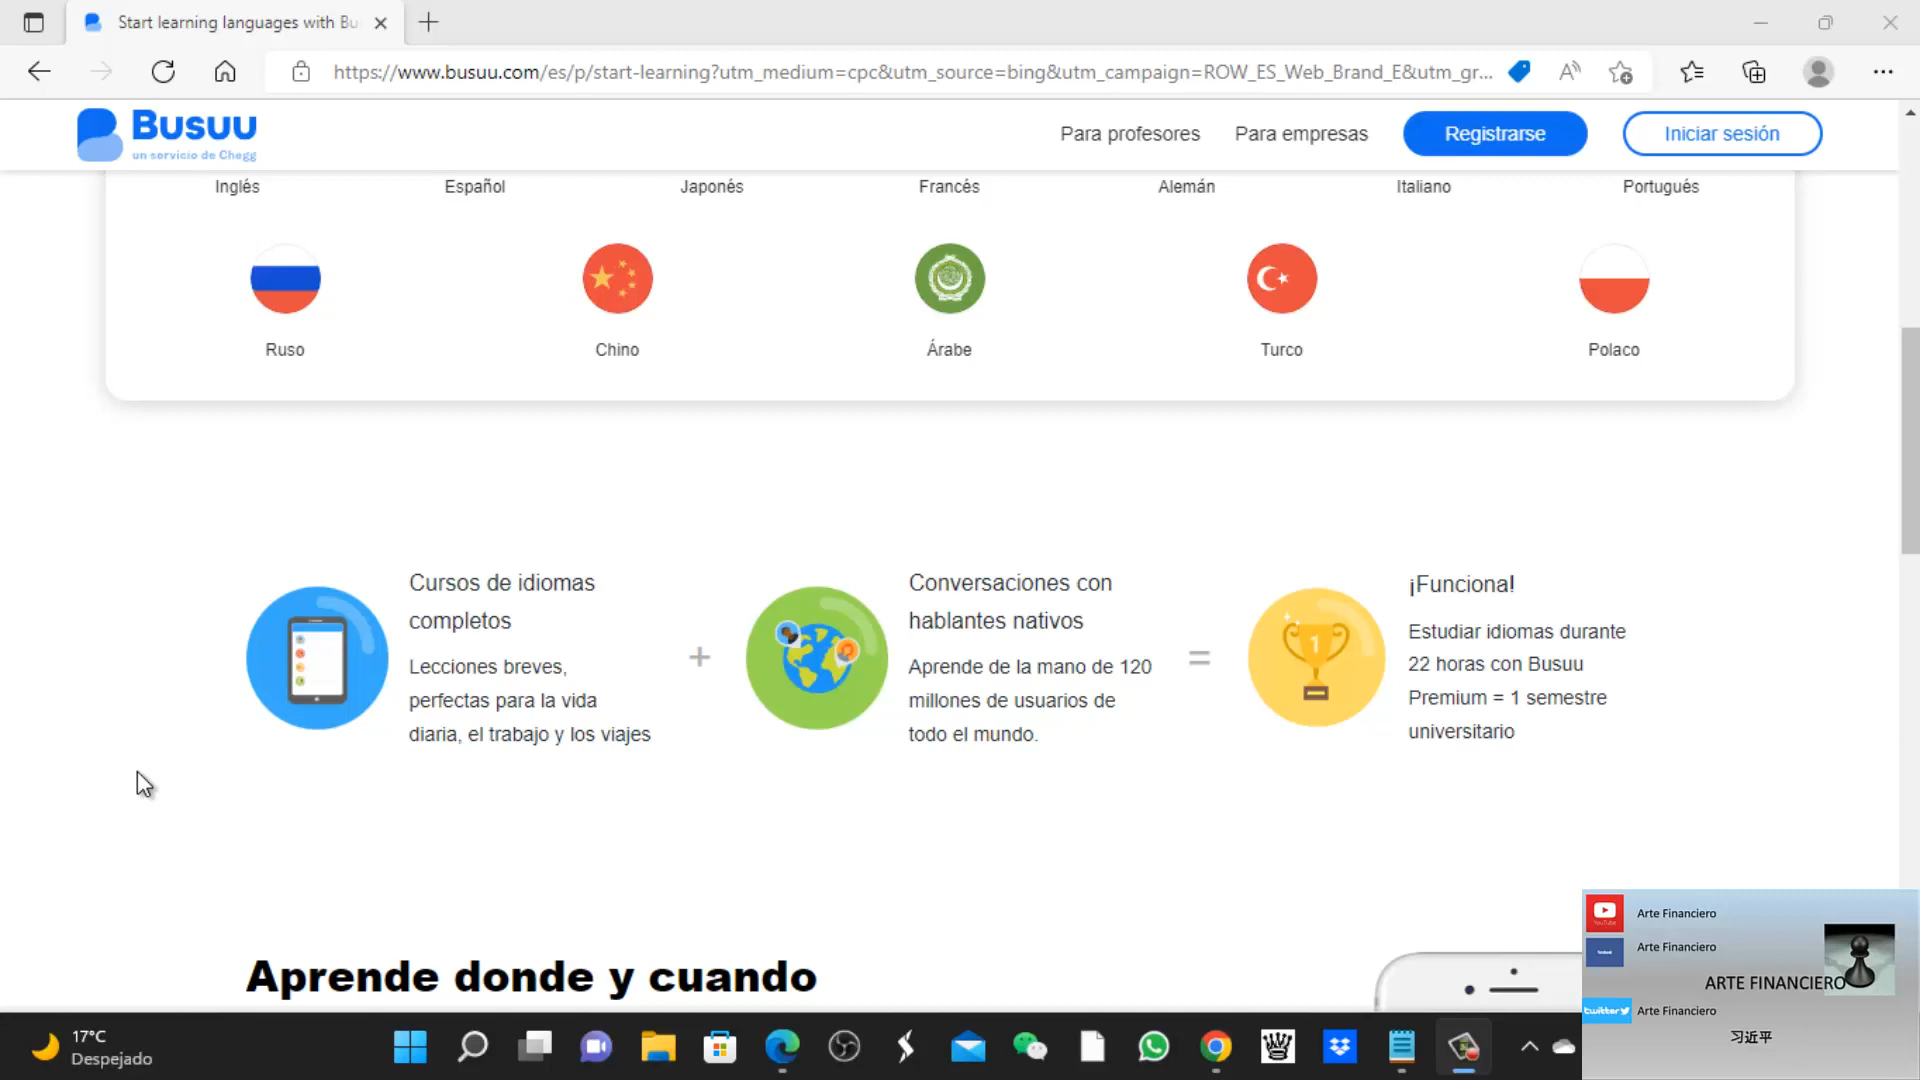 Start learning languages with Bu
https://www.busuu.com/es/p/start-learning?utm_medium=cpc&utm_source=bing&utm_campaign=ROW_ES_Web_Brand_E&utm_gr...
Busuu
un servicio de Chegg
Para profesores
Para empresas
Registrarse
Iniciar sesión
Inglés
Español
Japonés
Francés
Alemán
Italiano
Portugués
Ruso
Chino
Árabe
Turco
Polaco
Cursos de idiomas
completos
Lecciones breves,
perfectas para la vida
diaria, el trabajo y los viajes
+
Conversaciones con
hablantes nativos
Aprende de la mano de 120
millones de usuarios de
todo el mundo.
=
1
¡Funciona!
Estudiar idiomas durante
22 horas con Busuu
Premium = 1 semestre
universitario
Aprende donde y cuando
YouTube
Arte Financiero
facebook
Arte Financiero
ARTE FINANCIERO
twitter
Arte Financiero
习近平
17°C
Despejado